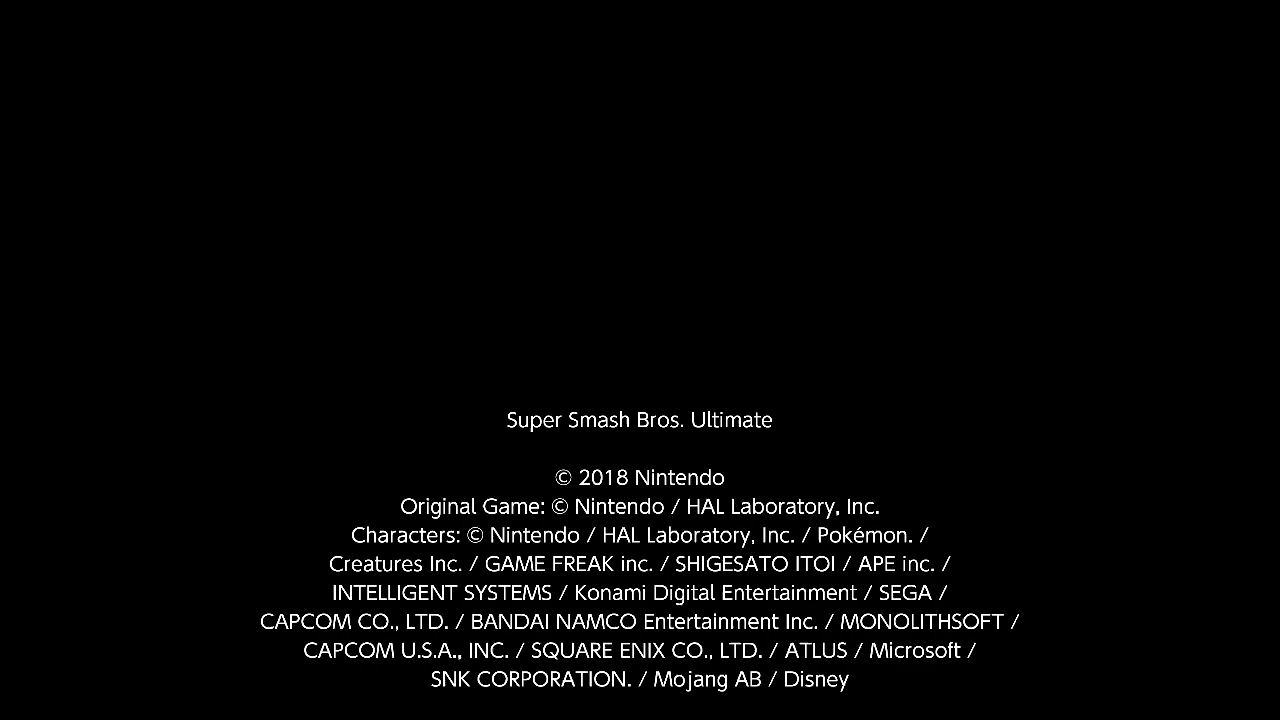 Super Smash Bros. Ultimate
© 2018 Nintendo
Original Game: © Nintendo / HAL Laboratory, Inc.
Characters: © Nintendo / HAL Laboratory, Inc. / Pokémon. /
Creatures Inc. / GAME FREAK inc. / SHIGESATO ITOI / APE inc. /
INTELLIGENT SYSTEMS / Konami Digital Entertainment / SEGA /
CAPCOM CO., LTD. / BANDAI NAMCO Entertainment Inc. / MONOLITHSOFT /
CAPCOM U.S.A., INC. / SQUARE ENIX CO., LTD. / ATLUS / Microsoft /
SNK CORPORATION. / Mojang AB / Disney